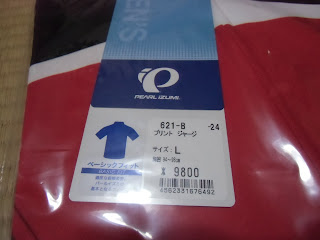 MEN'S
PEARL iZUMi
621-B -24
プリント ジャージ
サイズ: L
¥ 9800
ベーシックフィット
4562331676492